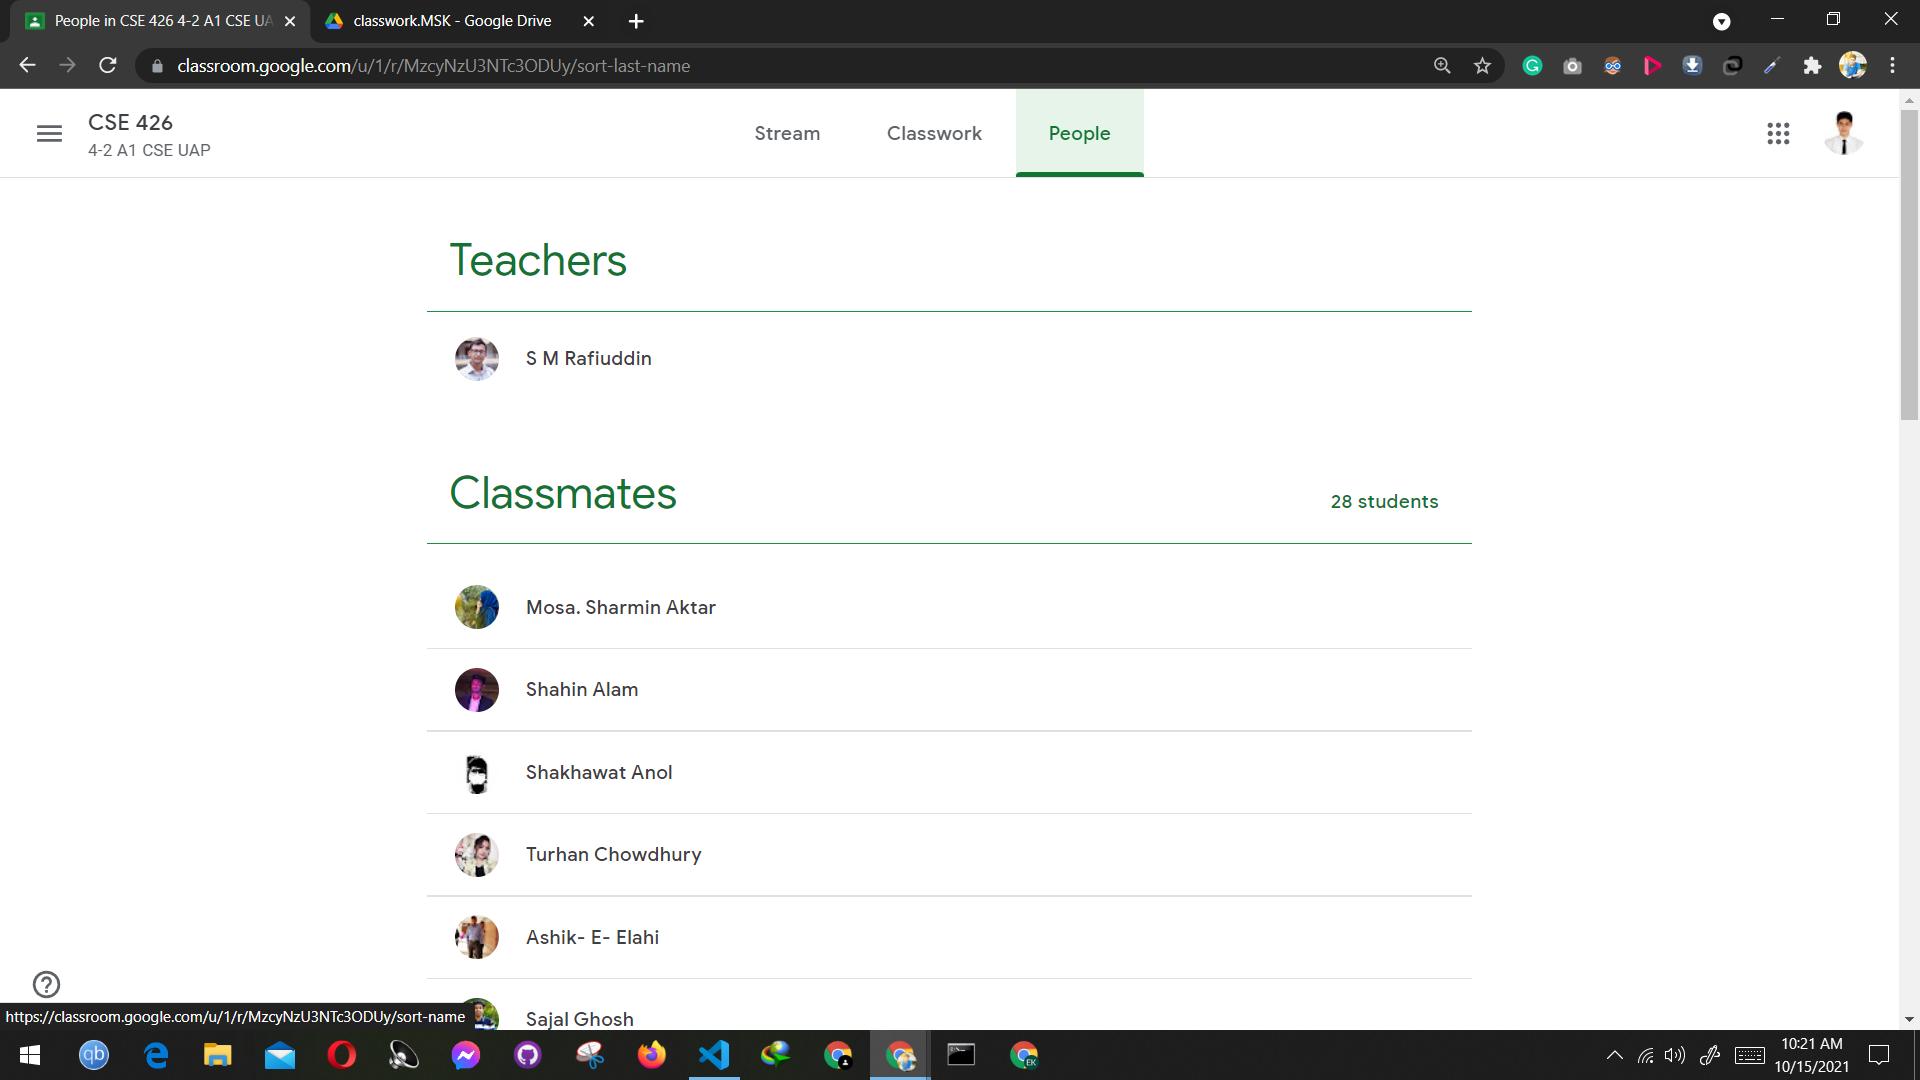 People in CSE 426 4-2 A1 CSE UA
classwork.MSK - Google Drive
classroom.google.com/u/1/r/MzcyNzU3NTc3ODUy/sort-last-name
CSE 426
4-2 A1 CSE UAP
Stream
Classwork
People
Teachers
S M Rafiuddin
Classmates
28 students
Mosa. Sharmin Aktar
Shahin Alam
Shakhawat Anol
Turhan Chowdhury
Ashik- E- Elahi
Sajal Ghosh
https://classroom.google.com/u/1/r/MzcyNzU3NTc3ODUy/sort-name
qb
EK
10:21 AM
10/15/2021